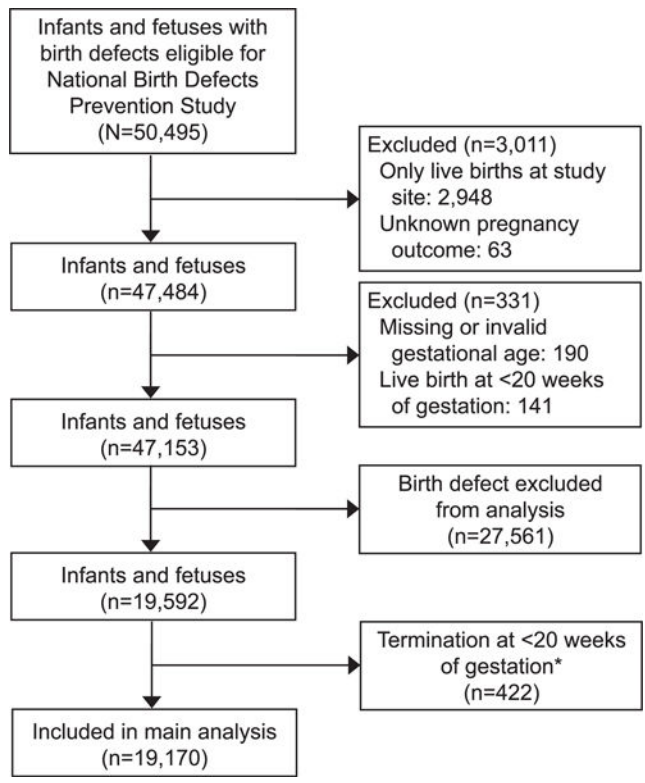 Infants and fetuses with
birth defects eligible for
National Birth Defects
Prevention Study
(N=50,495)
Excluded (n=3,011)
Only live births at study
site: 2,948
Unknown pregnancy
outcome: 63
Infants and fetuses
(n=47,484)
Excluded (n=331)
Missing or invalid
gestational age: 190
Live birth at <20 weeks
of gestation: 141
Infants and fetuses
(n=47,153)
Birth defect excluded
from analysis
(n=27,561)
Infants and fetuses
(n=19,592)
Termination at <20 weeks
of gestation*
(n=422)
Included in main analysis
(n=19,170)